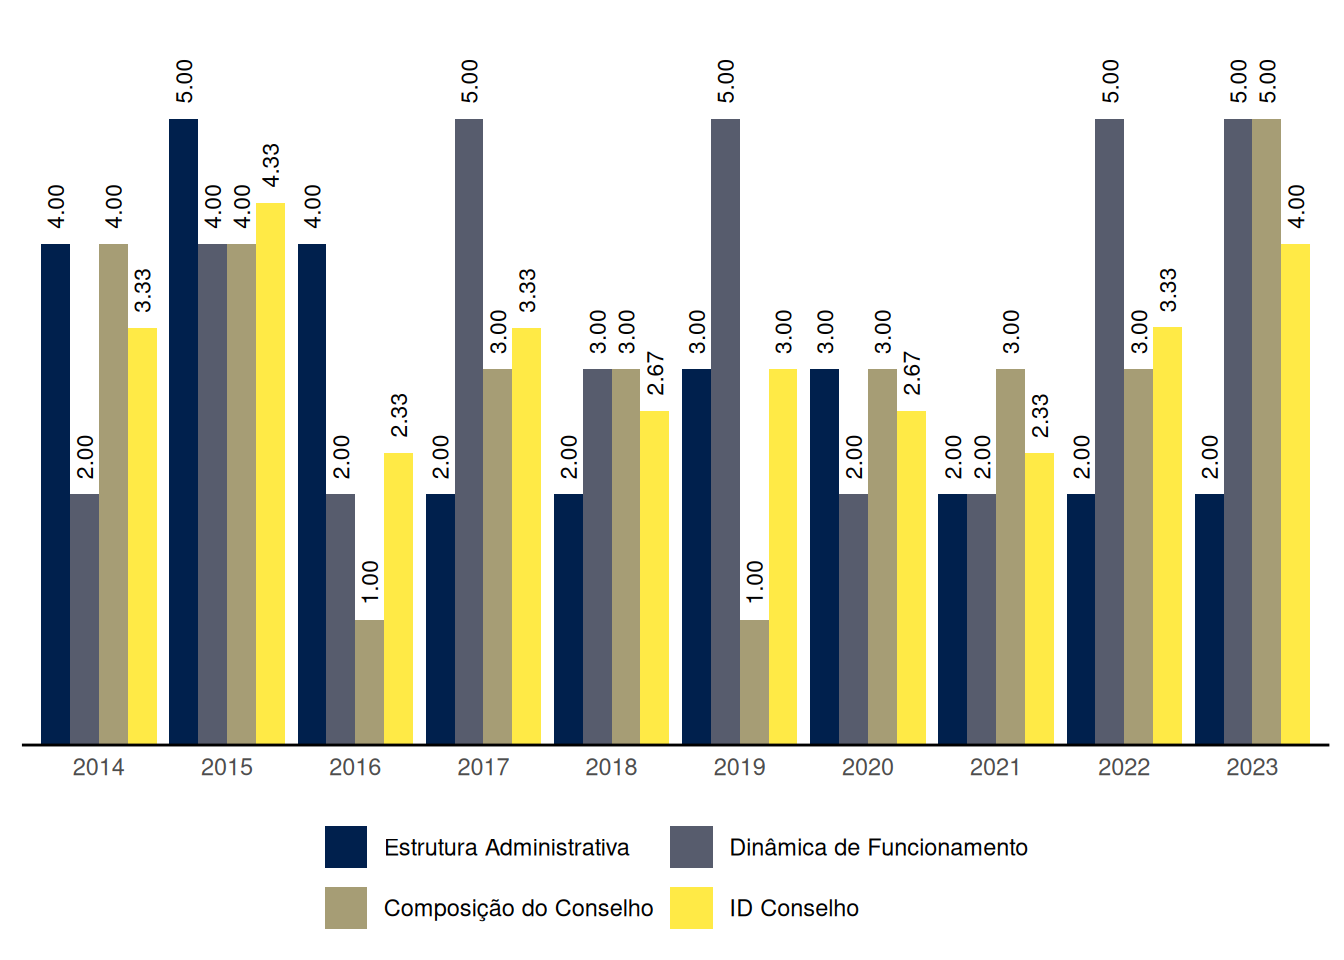 4.00 2.00 4.00 3.33
5.00 4.00 4.00 4.33
4.00 2.00 1.00 2.33
2.00 5.00 3.00 3.33
2.00 3.00 3.00 2.67
3.00 5.00 1.00 3.00
3.00 2.00 3.00 2.67
2.00 2.00 3.00 2.33
2.00 5.00 3.00 3.33
2.00 5.00 5.00 4.00
2014 2015 2016 2017 2018 2019 2020 2021 2022 2023
Estrutura Administrativa Dinâmica de Funcionamento
Composição do Conselho ID Conselho